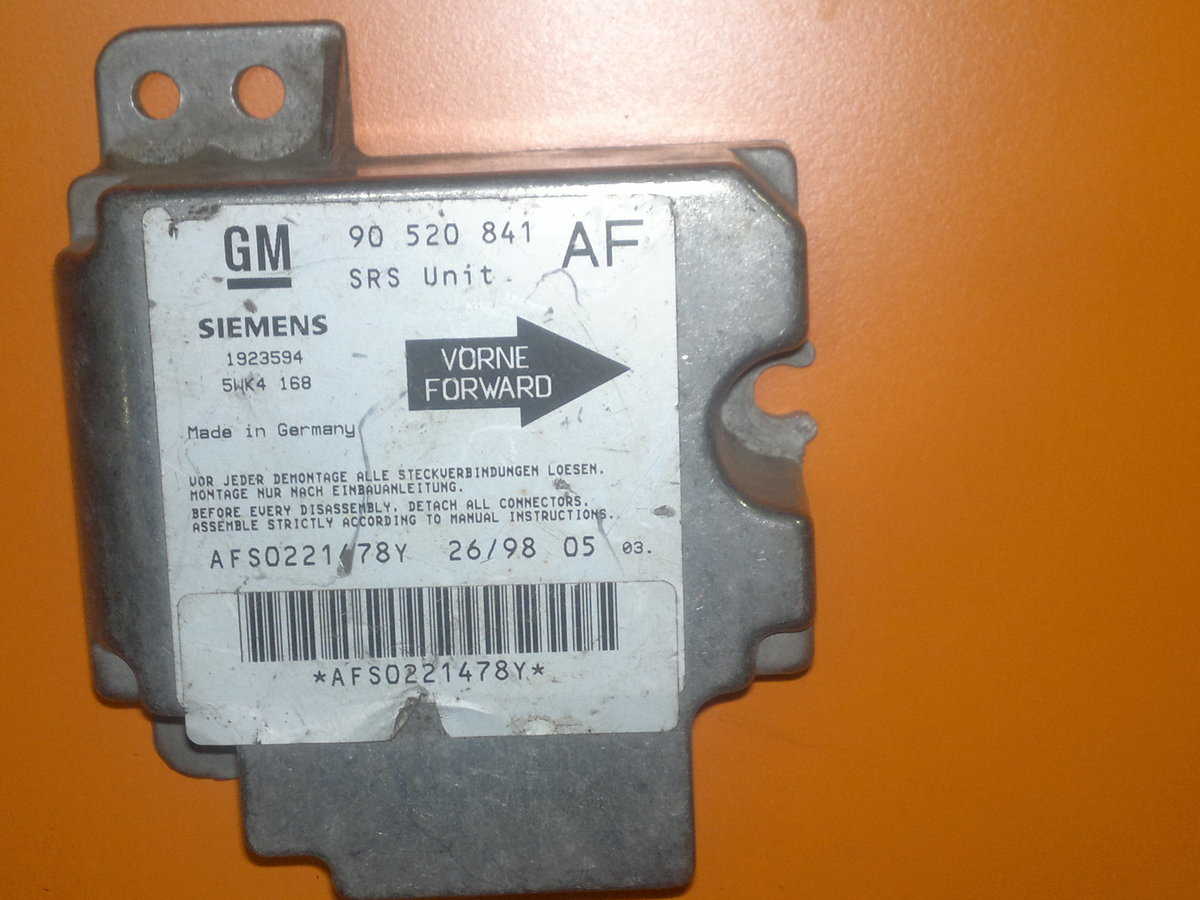 GM 90 520 841 AF
SRS Unit
SIEMENS
1923594
5WK4 168
VORNE
FORWARD
Made in Germany
VOR JEDER DEMONTAGE ALLE STECKVERBINDUNGEN LOESEN.
MONTAGE NUR NACH EINBAUANLEITUNG.
BEFORE EVERY DISASSEMBLY, DETACH ALL CONNECTORS.
ASSEMBLE STRICTLY ACCORDING TO MANUAL INSTRUCTIONS.
AFS0221478Y 26/98 05 03.
*AFS0221478Y*